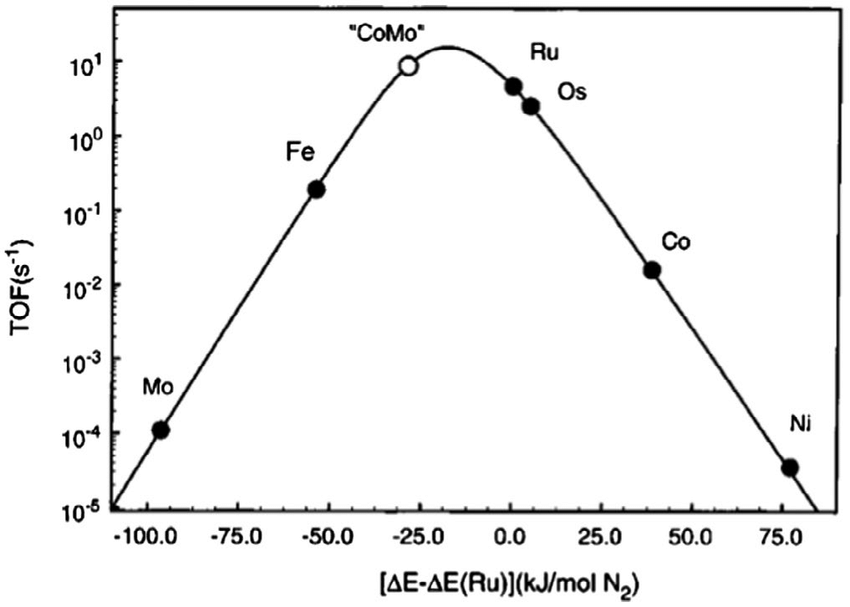 "CoMo"
Ru
Os
Fe
Co
Mo
Ni
10¹
10⁰
10⁻¹
10⁻²
10⁻³
10⁻⁴
10⁻⁵
TOF(s⁻¹)
-100.0 -75.0 -50.0 -25.0 0.0 25.0 50.0 75.0
[ΔE-ΔE(Ru)](kJ/mol N₂)